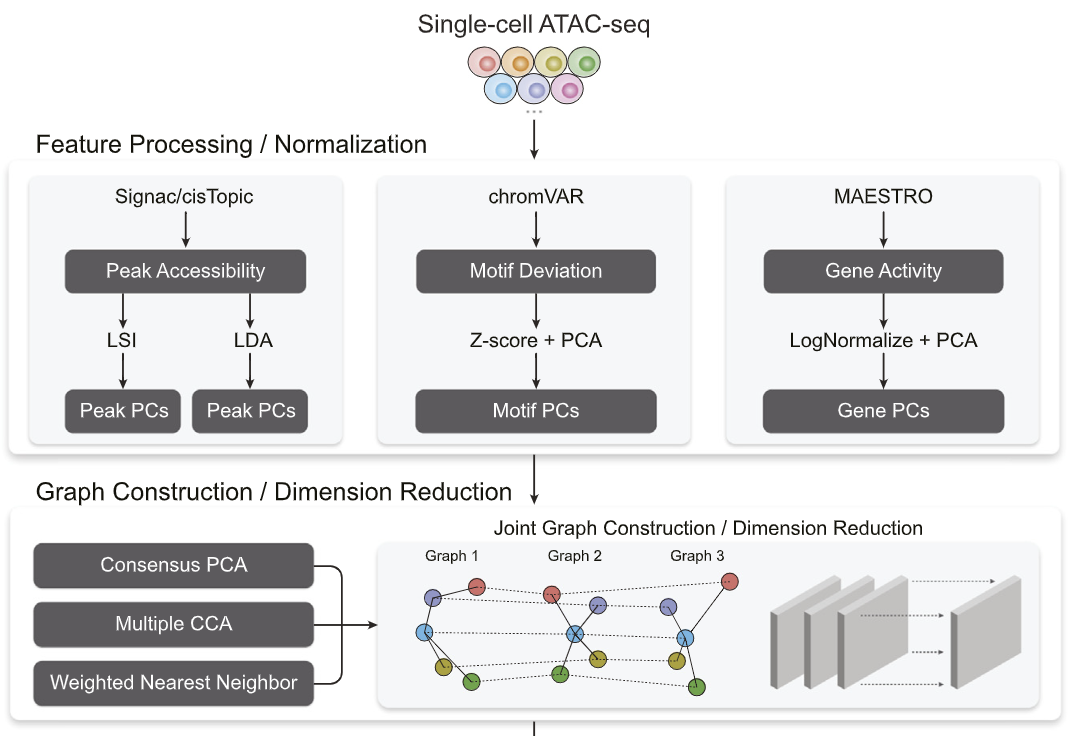 Single-cell ATAC-seq
...
Feature Processing / Normalization
Signac/cisTopic
Peak Accessibility
LSI
LDA
Peak PCs
Peak PCs
chromVAR
Motif Deviation
Z-score + PCA
Motif PCs
MAESTRO
Gene Activity
LogNormalize + PCA
Gene PCs
Graph Construction / Dimension Reduction
Consensus PCA
Multiple CCA
Weighted Nearest Neighbor
Joint Graph Construction / Dimension Reduction
Graph 1
Graph 2
Graph 3